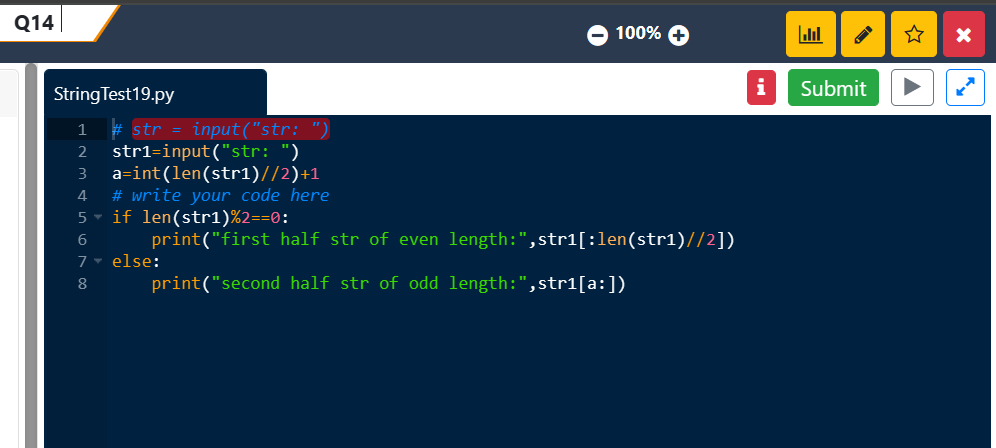 Q14
100%
StringTest19.py
i
Submit
1 # str = input("str: ")
2 str1=input("str: ")
3 a=int(len(str1)//2)+1
4 # write your code here
5 if len(str1)%2==0:
6     print("first half str of even length:",str1[:len(str1)//2])
7 else:
8     print("second half str of odd length:",str1[a:])